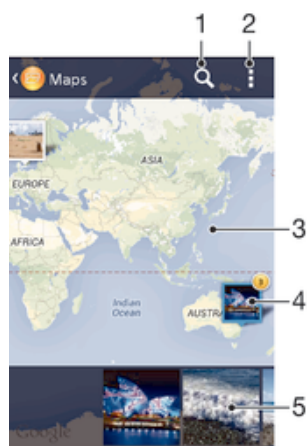 1 2
Maps
ASIA
EUROPE
AFRICA
3
4
Indian
Ocean
AUSTRA
5
Google